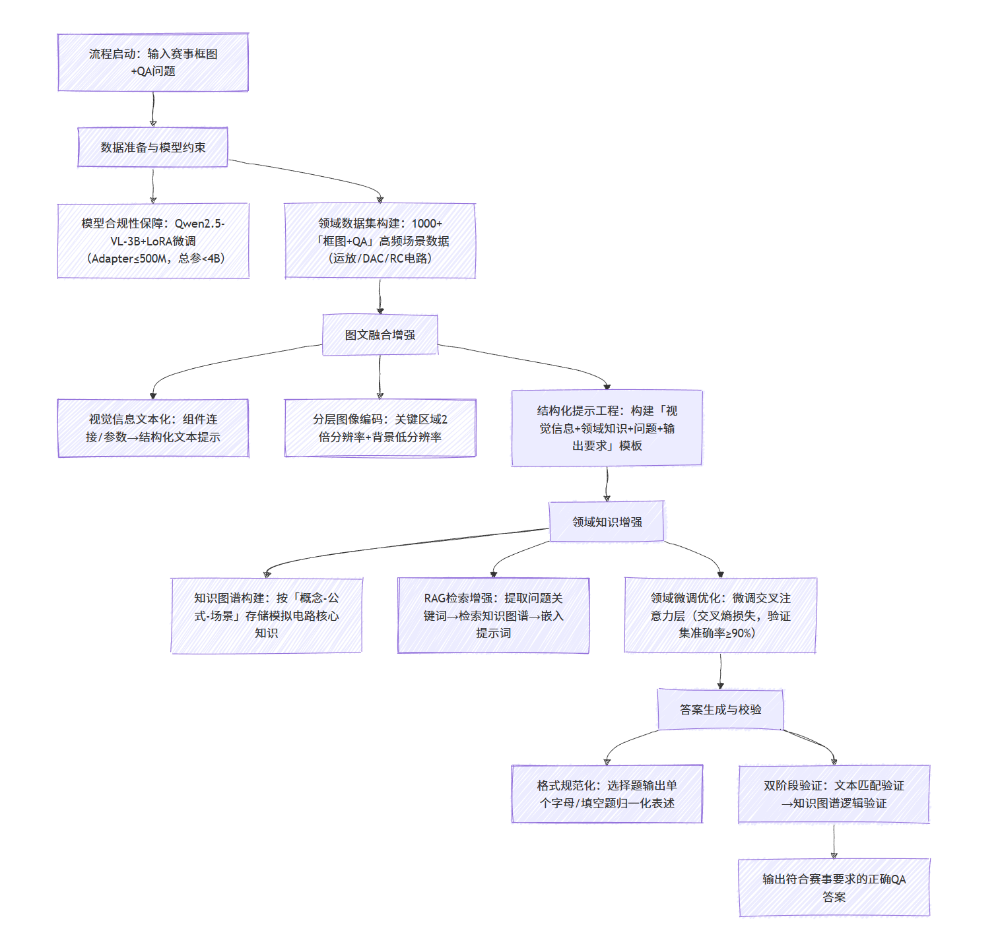 流程启动：输入赛事框图
+QA问题
数据准备与模型约束
模型合规性保障：Qwen2.5-
VL-3B+LoRA微调
（Adapter≤500M，总参<4B）
领域数据集构建：1000+
「框图+QA」高频场景数据
（运放/DAC/RC电路）
图文融合增强
视觉信息文本化：组件连
接/参数→结构化文本提示
分层图像编码：关键区域2
倍分辨率+背景低分辨率
结构化提示工程：构建「视
觉信息+领域知识+问题+输
出要求」模板
领域知识增强
知识图谱构建：按「概念-公
式-场景」存储模拟电路核心
知识
RAG检索增强：提取问题关
键词→检索知识图谱→嵌入
提示词
领域微调优化：微调交叉注
意力层（交叉熵损失，验证
集准确率≥90%）
答案生成与校验
格式规范化：选择题输出单
个字母/填空题归一化表述
双阶段验证：文本匹配验证
→知识图谱逻辑验证
输出符合赛事要求的正确QA
答案